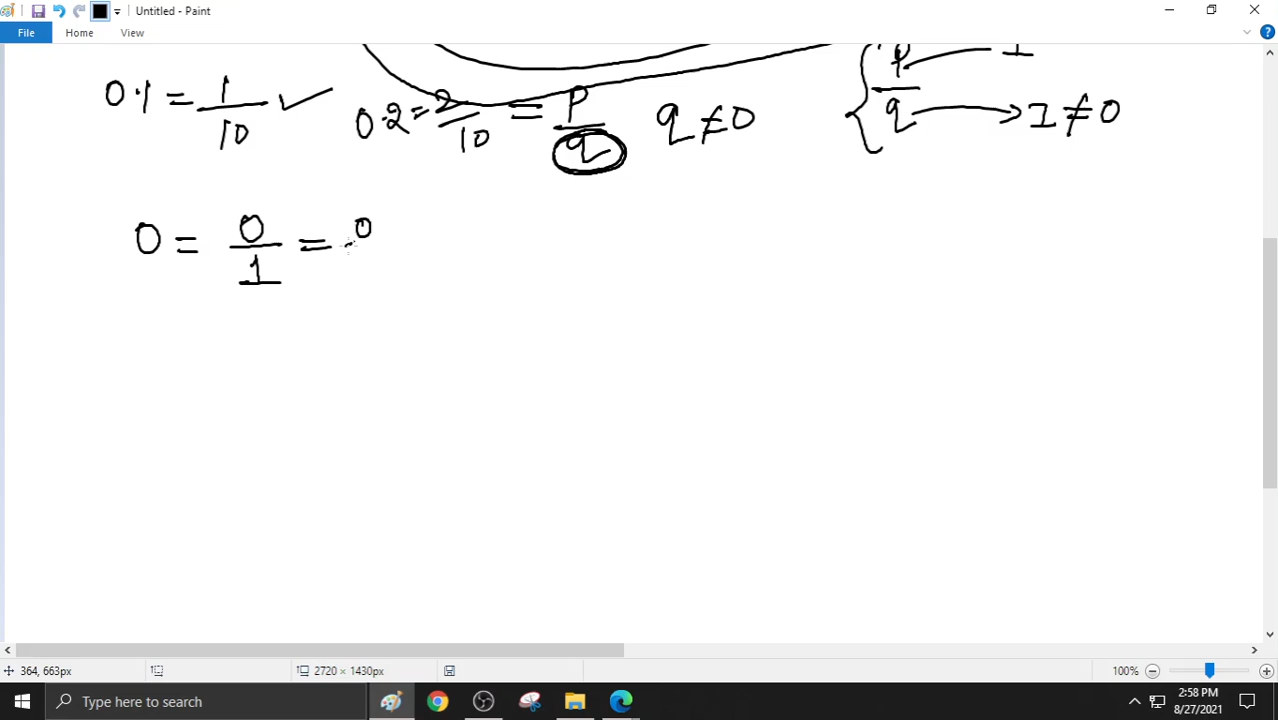 Untitled - Paint
File Home View
p I
0.1 = 1/10 ✓ 0.2 = 2/10 = P/q q ≠ 0 q → I ≠ 0
0 = 0/1 = 0
364, 663px 2720 × 1430px 100%
Type here to search
2:58 PM
8/27/2021